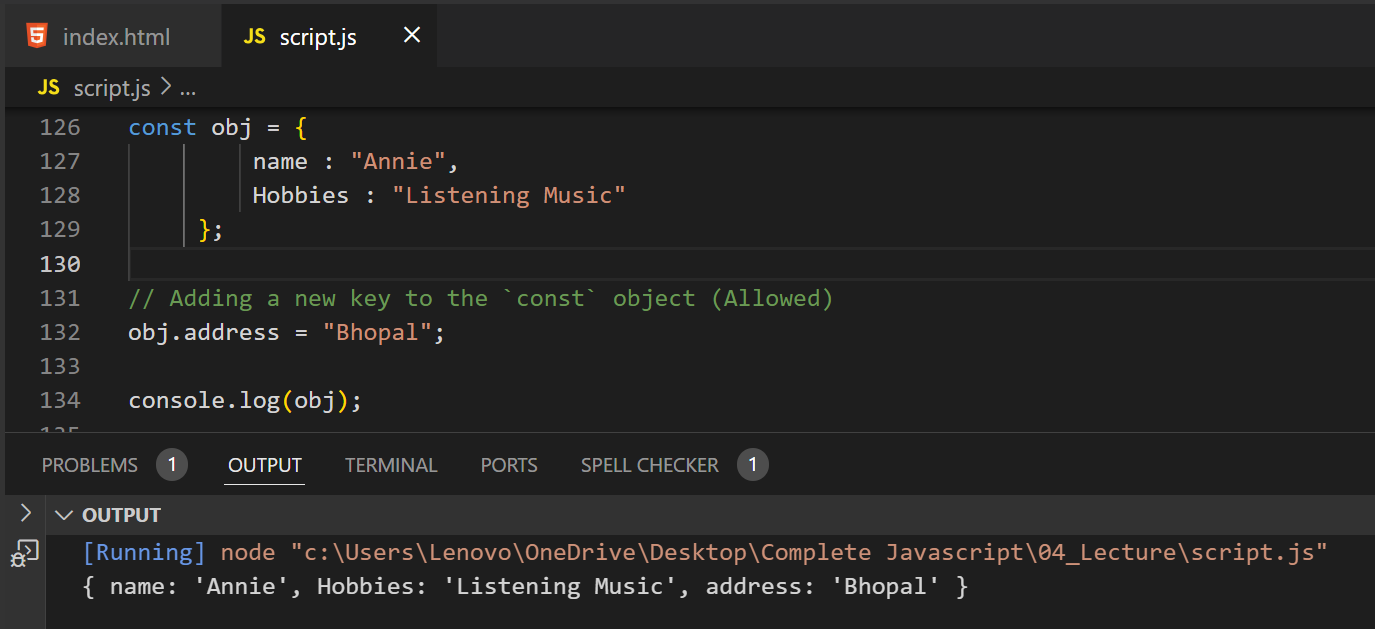 index.html JS script.js ×
JS script.js > ...
126 const obj = {
127 name : "Annie",
128 Hobbies : "Listening Music"
129 };
130
131 // Adding a new key to the `const` object (Allowed)
132 obj.address = "Bhopal";
133
134 console.log(obj);
135
PROBLEMS 1 OUTPUT TERMINAL PORTS SPELL CHECKER 1
OUTPUT
[Running] node "c:\Users\Lenovo\OneDrive\Desktop\Complete Javascript\04_Lecture\script.js"
{ name: 'Annie', Hobbies: 'Listening Music', address: 'Bhopal' }